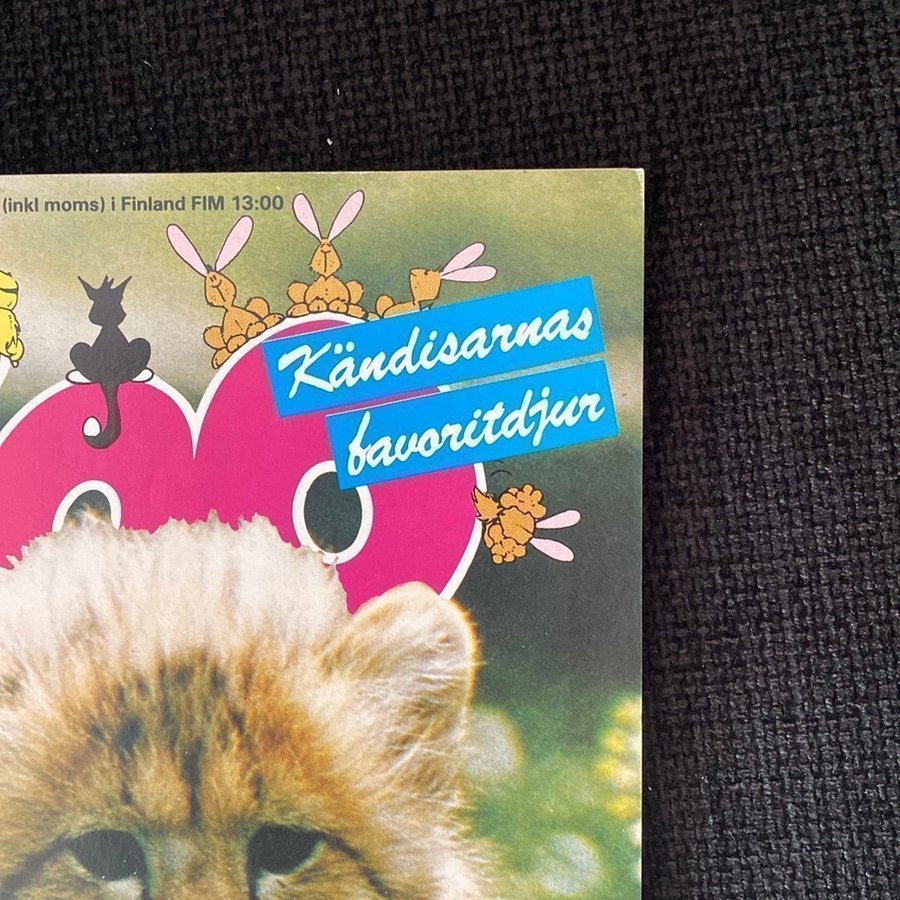 (inkl moms) i Finland FIM 13:00
Kändisarnas
favoritdjur